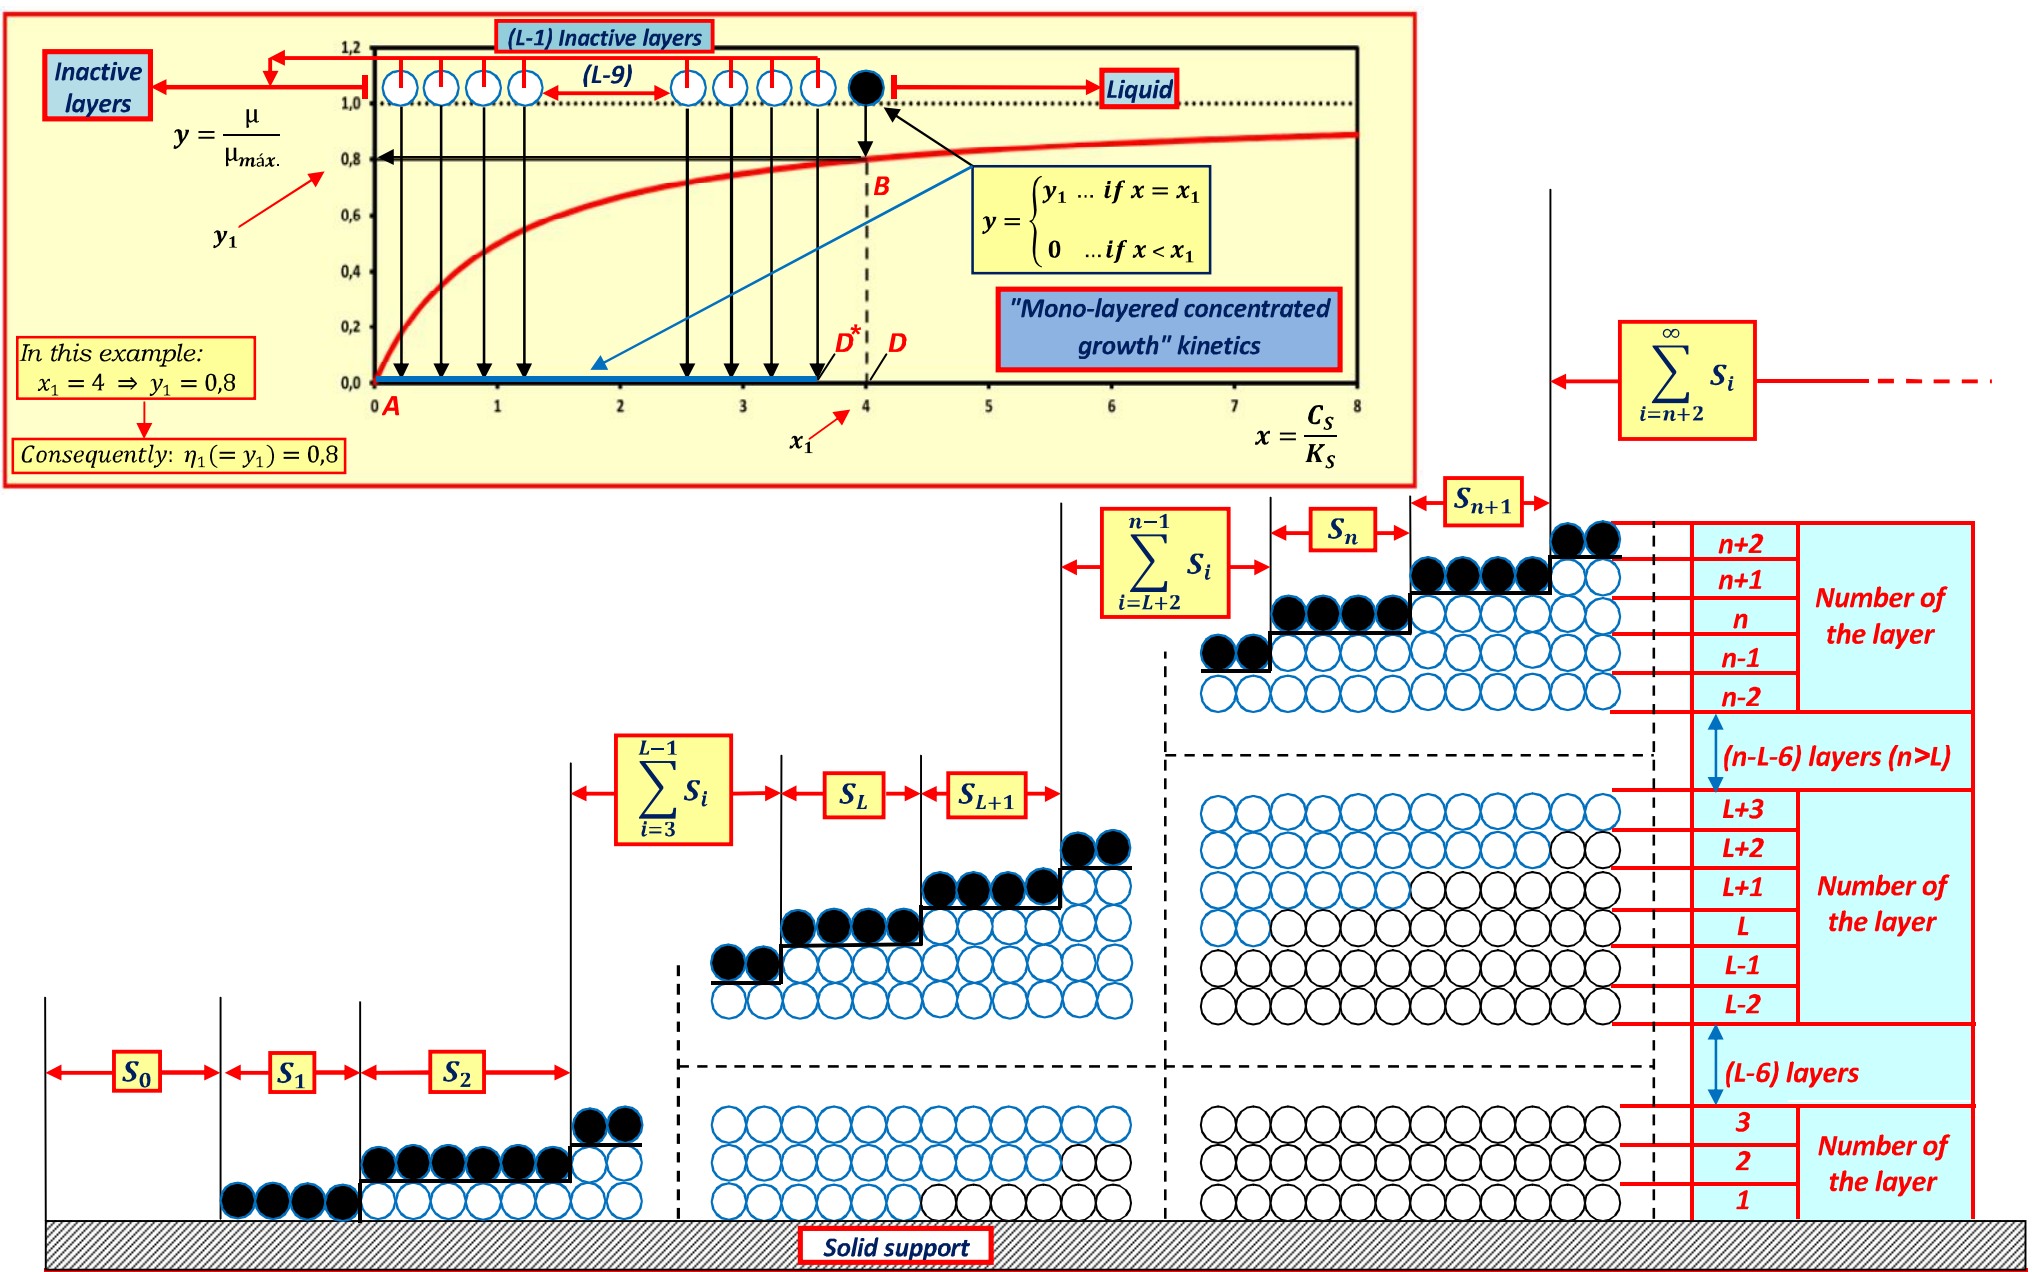 (L-1) Inactive layers
Inactive
layers
(L-9)
Liquid
y = μ / μmáx.
y1
1,2
1,0
0,8
0,6
0,4
0,2
0,0
B
y = { y1 ... if x = x1
0 ...if x < x1
"Mono-layered concentrated
growth" kinetics
D*
D
In this example:
x1 = 4 ⇒ y1 = 0,8
Consequently: η1(= y1) = 0,8
0
A
1
2
3
4
5
6
7
8
x1
x = CS / KS
∞
∑ Si
i=n+2
Sn+1
Sn
n−1
∑ Si
i=L+2
L−1
∑ Si
i=3
SL
SL+1
S0
S1
S2
n+2
n+1
n
n-1
n-2
Number of
the layer
(n-L-6) layers (n>L)
L+3
L+2
L+1
L
L-1
L-2
Number of
the layer
(L-6) layers
3
2
1
Number of
the layer
Solid support